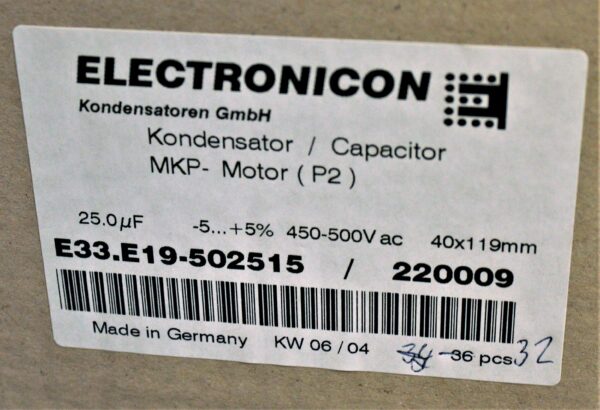 ELECTRONICON
Kondensatoren GmbH
Kondensator / Capacitor
MKP- Motor ( P2 )
25.0µF -5...+5% 450-500V ac 40x119mm
E33.E19-502515 / 220009
Made in Germany KW 06 / 04 34 36 pcs. 32